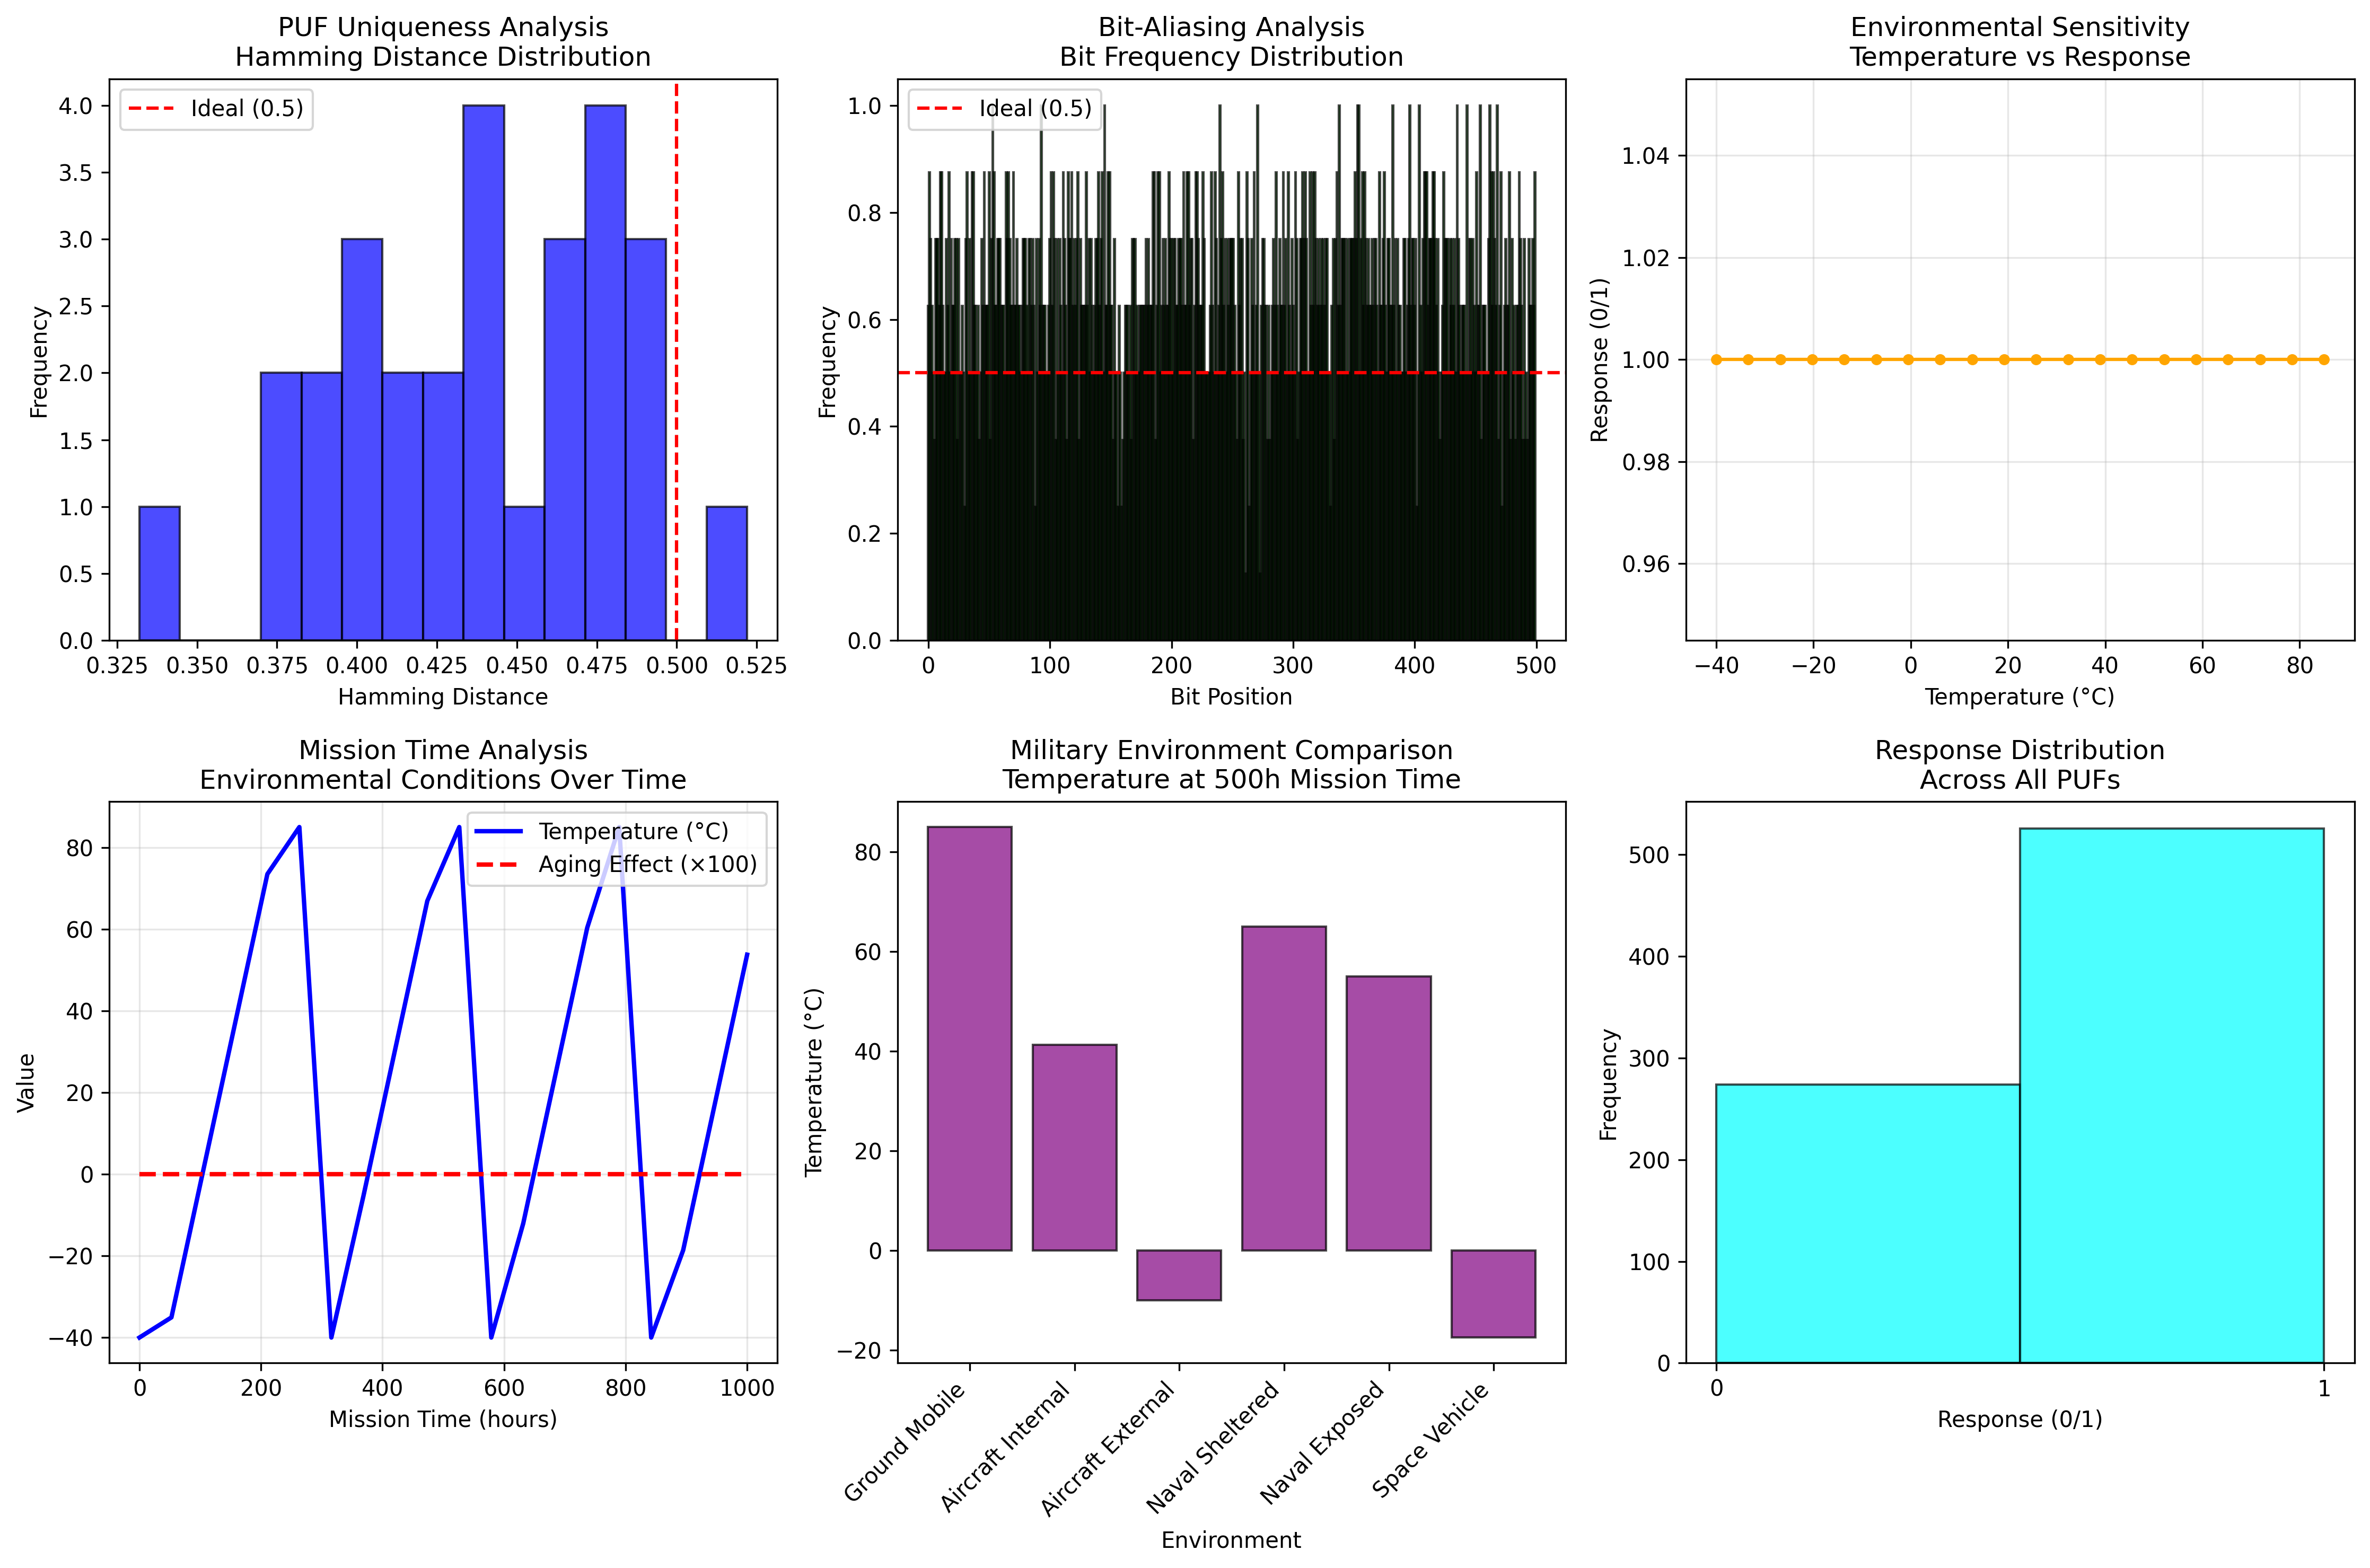 PUF Uniqueness Analysis
Hamming Distance Distribution
Ideal (0.5)
Frequency
4.0
3.5
3.0
2.5
2.0
1.5
1.0
0.5
0.0
0.325 0.350 0.375 0.400 0.425 0.450 0.475 0.500 0.525
Hamming Distance
Bit-Aliasing Analysis
Bit Frequency Distribution
Ideal (0.5)
Frequency
1.0
0.8
0.6
0.4
0.2
0.0
0 100 200 300 400 500
Bit Position
Environmental Sensitivity
Temperature vs Response
Response (0/1)
1.04
1.02
1.00
0.98
0.96
−40 −20 0 20 40 60 80
Temperature (°C)
Mission Time Analysis
Environmental Conditions Over Time
Temperature (°C)
Aging Effect (×100)
Value
80
60
40
20
0
−20
−40
0 200 400 600 800 1000
Mission Time (hours)
Military Environment Comparison
Temperature at 500h Mission Time
Temperature (°C)
80
60
40
20
0
−20
Ground Mobile
Aircraft Internal
Aircraft External
Naval Sheltered
Naval Exposed
Space Vehicle
Environment
Response Distribution
Across All PUFs
Frequency
500
400
300
200
100
0
0 1
Response (0/1)